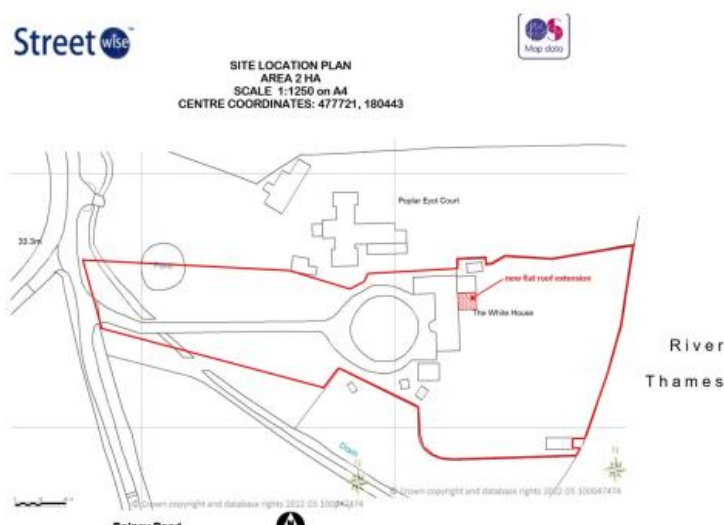 Streetwise™
Map data
SITE LOCATION PLAN
AREA 2 HA
SCALE 1:1250 on A4
CENTRE COORDINATES: 477721, 180443
Poplar Eyot Court
33.3m
Pond
new flat roof extension
The White House
River
Thames
Drain
N
N
© Crown copyright and database rights 2022 OS 100047474
© Crown copyright and database rights 2022 OS 100047474